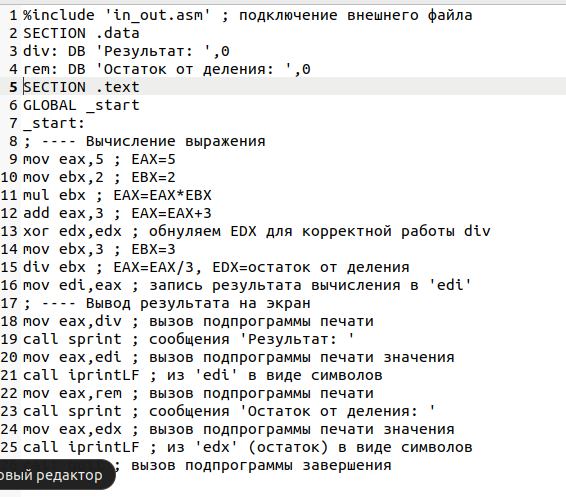 1 %include 'in_out.asm' ; подключение внешнего файла
2 SECTION .data
3 div: DB 'Результат: ',0
4 rem: DB 'Остаток от деления: ',0
5 SECTION .text
6 GLOBAL _start
7 _start:
8 ; ---- Вычисление выражения
9 mov eax,5 ; EAX=5
10 mov ebx,2 ; EBX=2
11 mul ebx ; EAX=EAX*EBX
12 add eax,3 ; EAX=EAX+3
13 xor edx,edx ; обнуляем EDX для корректной работы div
14 mov ebx,3 ; EBX=3
15 div ebx ; EAX=EAX/3, EDX=остаток от деления
16 mov edi,eax ; запись результата вычисления в 'edi'
17 ; ---- Вывод результата на экран
18 mov eax,div ; вызов подпрограммы печати
19 call sprint ; сообщения 'Результат: '
20 mov eax,edi ; вызов подпрограммы печати значения
21 call iprintLF ; из 'edi' в виде символов
22 mov eax,rem ; вызов подпрограммы печати
23 call sprint ; сообщения 'Остаток от деления: '
24 mov eax,edx ; вызов подпрограммы печати значения
25 call iprintLF ; из 'edx' (остаток) в виде символов
; вызов подпрограммы завершения
овый редактор